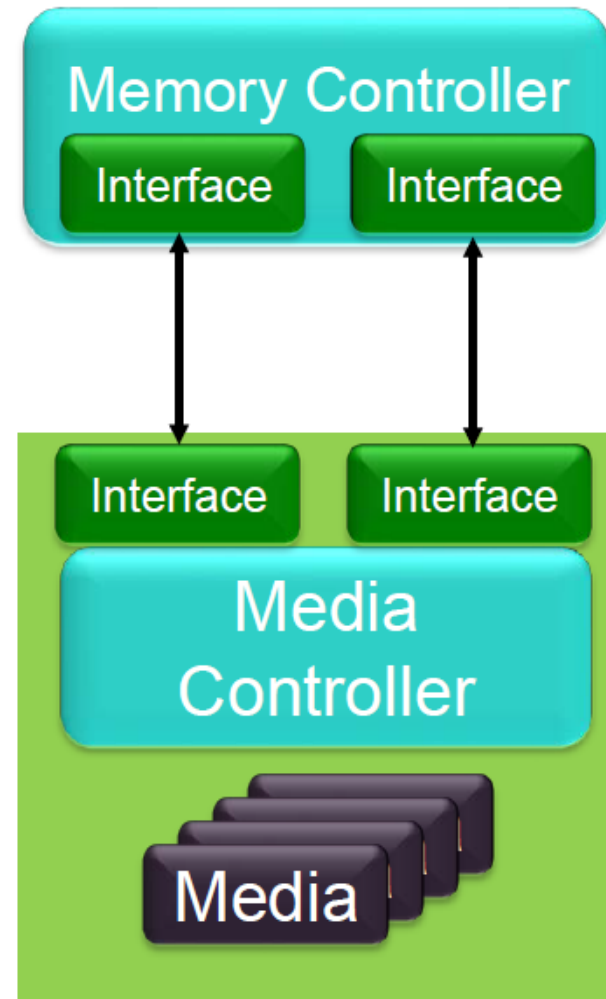 Memory Controller
Interface Interface
Interface Interface
Media
Controller
Media